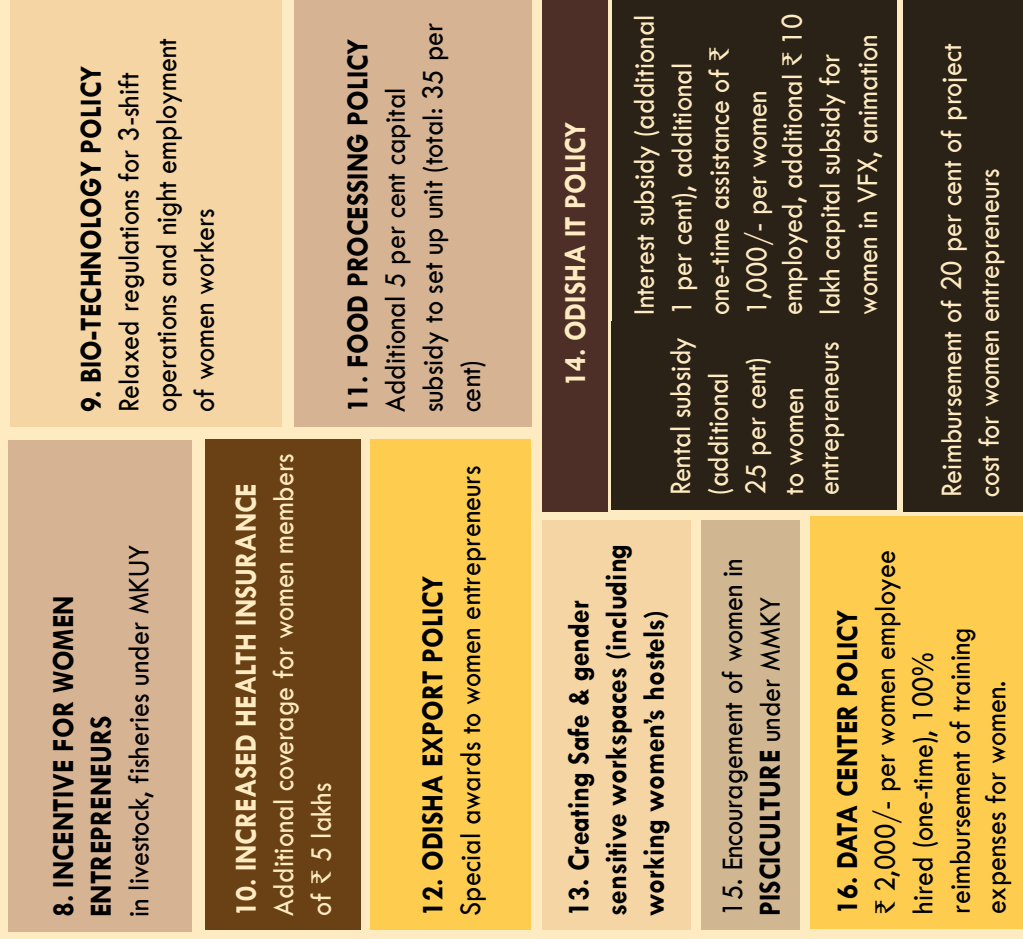 8. INCENTIVE FOR WOMEN
ENTREPRENEURS
in livestock, fisheries under MKUY
9. BIO-TECHNOLOGY POLICY
Relaxed regulations for 3-shift
operations and night employment
of women workers
10. INCREASED HEALTH INSURANCE
Additional coverage for women members
of ₹ 5 lakhs
11. FOOD PROCESSING POLICY
Additional 5 per cent capital
subsidy to set up unit (total: 35 per
cent)
12. ODISHA EXPORT POLICY
Special awards to women entrepreneurs
13. Creating Safe & gender
sensitive workspaces (including
working women's hostels)
14. ODISHA IT POLICY
Rental subsidy
(additional
25 per cent)
to women
entrepreneurs
Interest subsidy (additional
1 per cent), additional
one-time assistance of ₹
1,000/- per women
employed, additional ₹ 10
lakh capital subsidy for
women in VFX, animation
Reimbursement of 20 per cent of project
cost for women entrepreneurs
15. Encouragement of women in
PISCICULTURE under MMKY
16. DATA CENTER POLICY
₹ 2,000/- per women employee
hired (one-time), 100%
reimbursement of training
expenses for women.